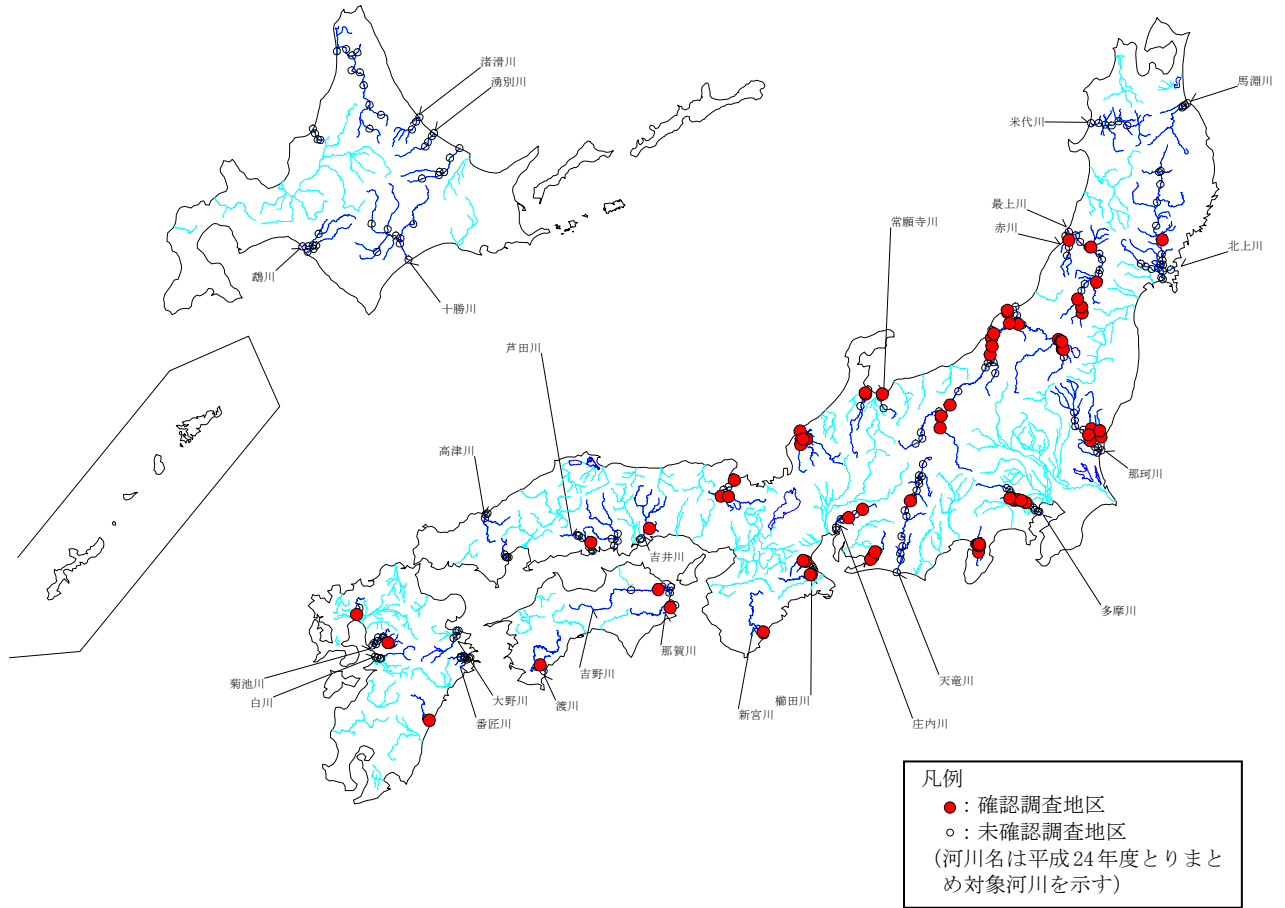 渚滑川
湧別川
馬淵川
米代川
最上川
赤川
常願寺川
北上川
鵡川
十勝川
芦田川
高津川
那珂川
吉井川
多摩川
那賀川
吉野川
天竜川
菊池川
白川
大野川
渡川
櫛田川
新宮川
庄内川
番匠川
凡例
：確認調査地区
：未確認調査地区
（河川名は平成24年度とりまと
め対象河川を示す）